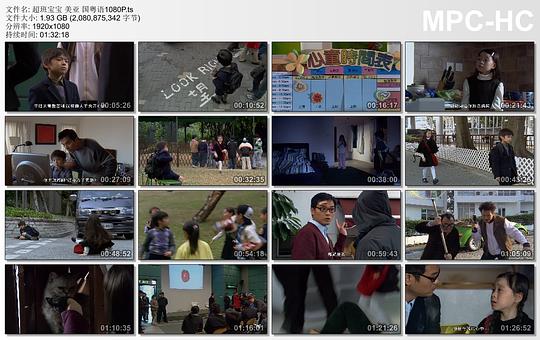 文件名: 超班宝宝 美亚 国粤语1080P.ts
文件大小: 1.93 GB (2,080,875,342 字节)
分辨率: 1920x1080
持续时间: 01:32:18
MPC-HC
00:05:26
LOOK RIGHT
望右
00:10:52
心童時間表
00:16:17
00:21:43
00:27:09
00:32:35
00:38:00
00:43:26
00:48:52
00:54:18
00:59:43
01:05:09
01:10:35
01:16:01
01:21:26
01:26:52